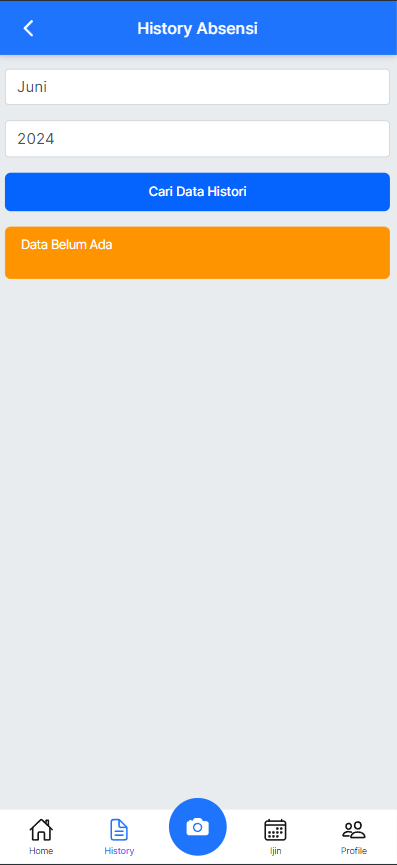 History Absensi
Juni
2024
Cari Data Histori
Data Belum Ada
Home
History
Ijin
Profile